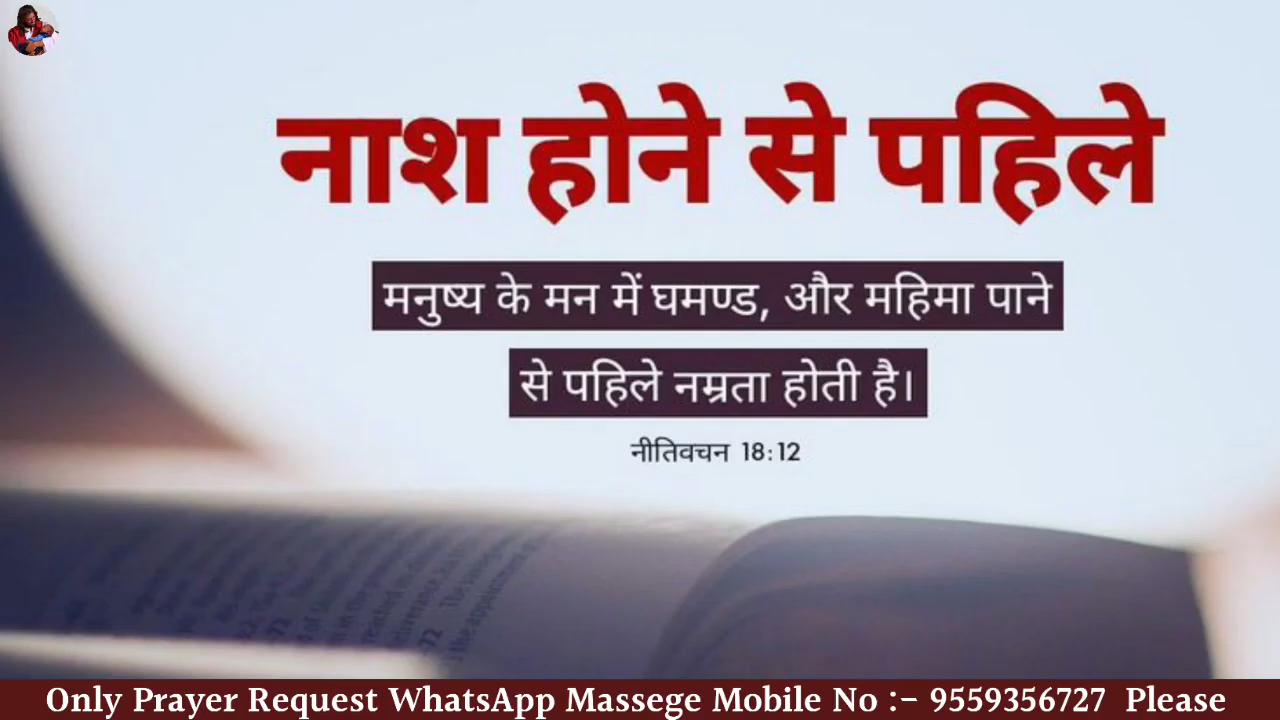 नाश होने से पहिले
मनुष्य के मन में घमण्ड, और महिमा पाने
से पहिले नम्रता होती है।
नीतिवचन 18:12
Only Prayer Request WhatsApp Massege Mobile No :- 9559356727 Please